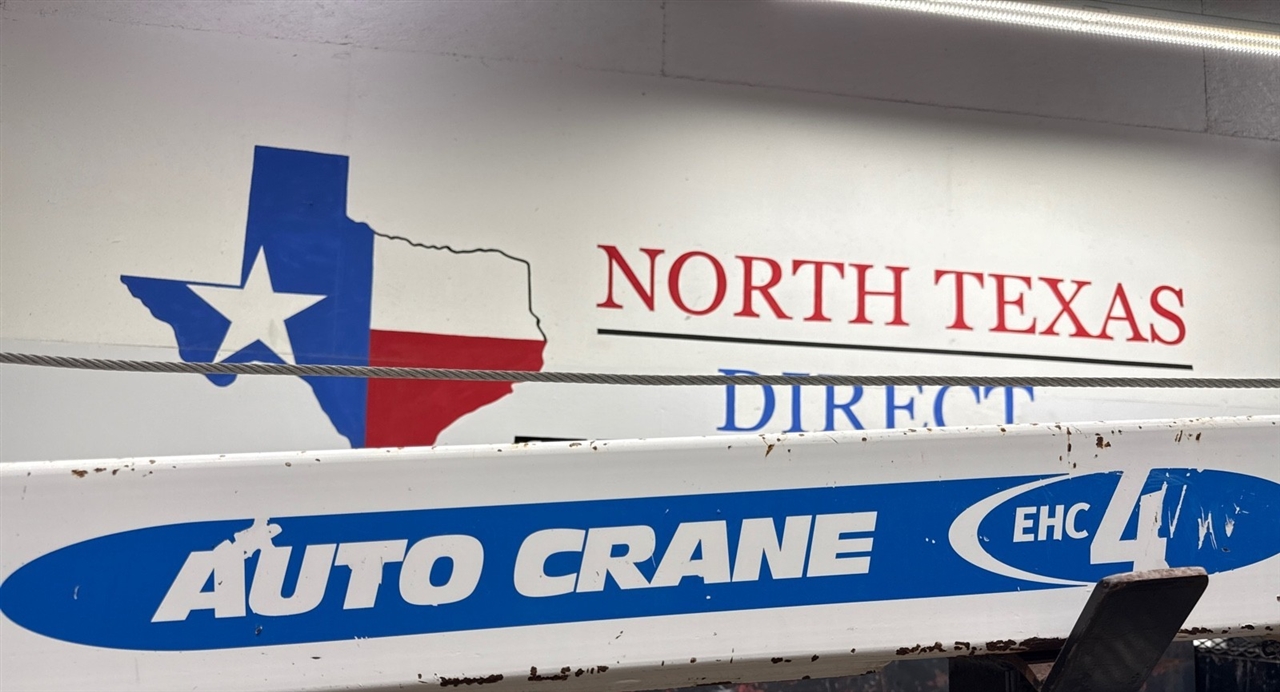 NORTH TEXAS
DIRECT
AUTO CRANE
EHC 4